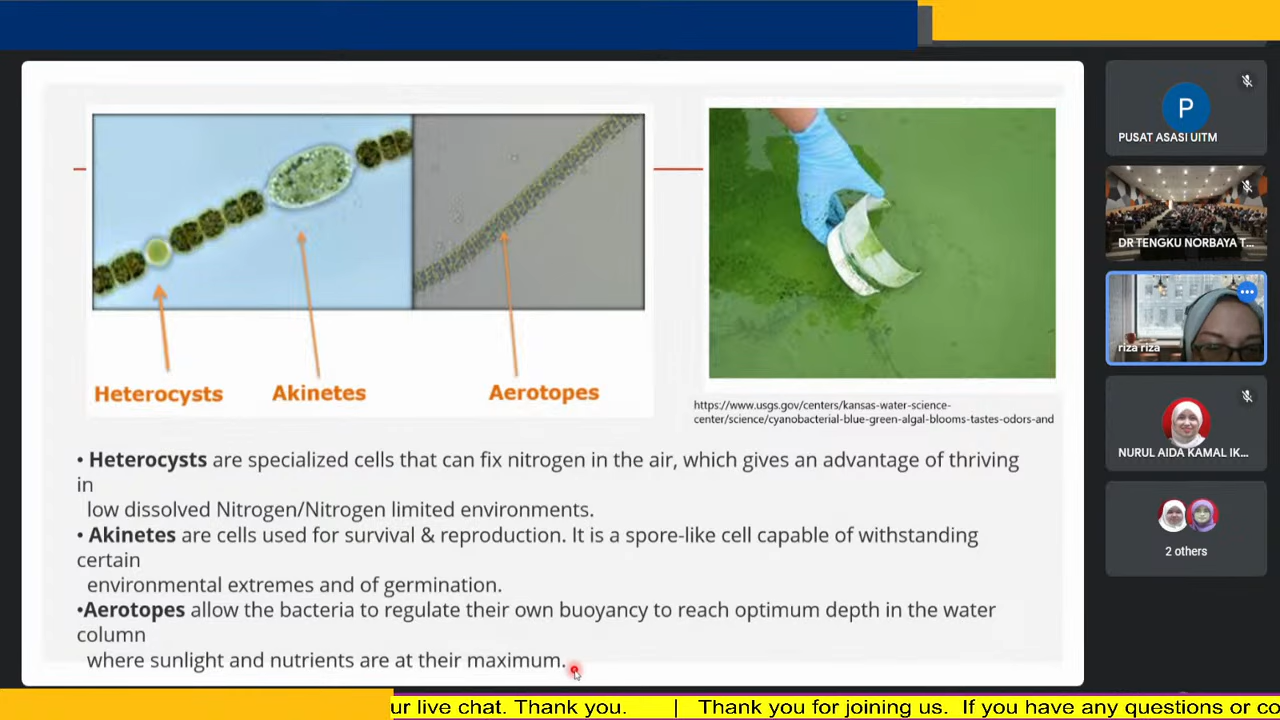 P
PUSAT ASASI UITM
DR TENGKU NORBAYA T...
riza riza
NURUL AIDA KAMAL IK...
2 others
Heterocysts
Akinetes
Aerotopes
https://www.usgs.gov/centers/kansas-water-science-
center/science/cyanobacterial-blue-green-algal-blooms-tastes-odors-and
• Heterocysts are specialized cells that can fix nitrogen in the air, which gives an advantage of thriving
in
low dissolved Nitrogen/Nitrogen limited environments.
• Akinetes are cells used for survival & reproduction. It is a spore-like cell capable of withstanding
certain
environmental extremes and of germination.
•Aerotopes allow the bacteria to regulate their own buoyancy to reach optimum depth in the water
column
where sunlight and nutrients are at their maximum.
ur live chat. Thank you. | Thank you for joining us. If you have any questions or co